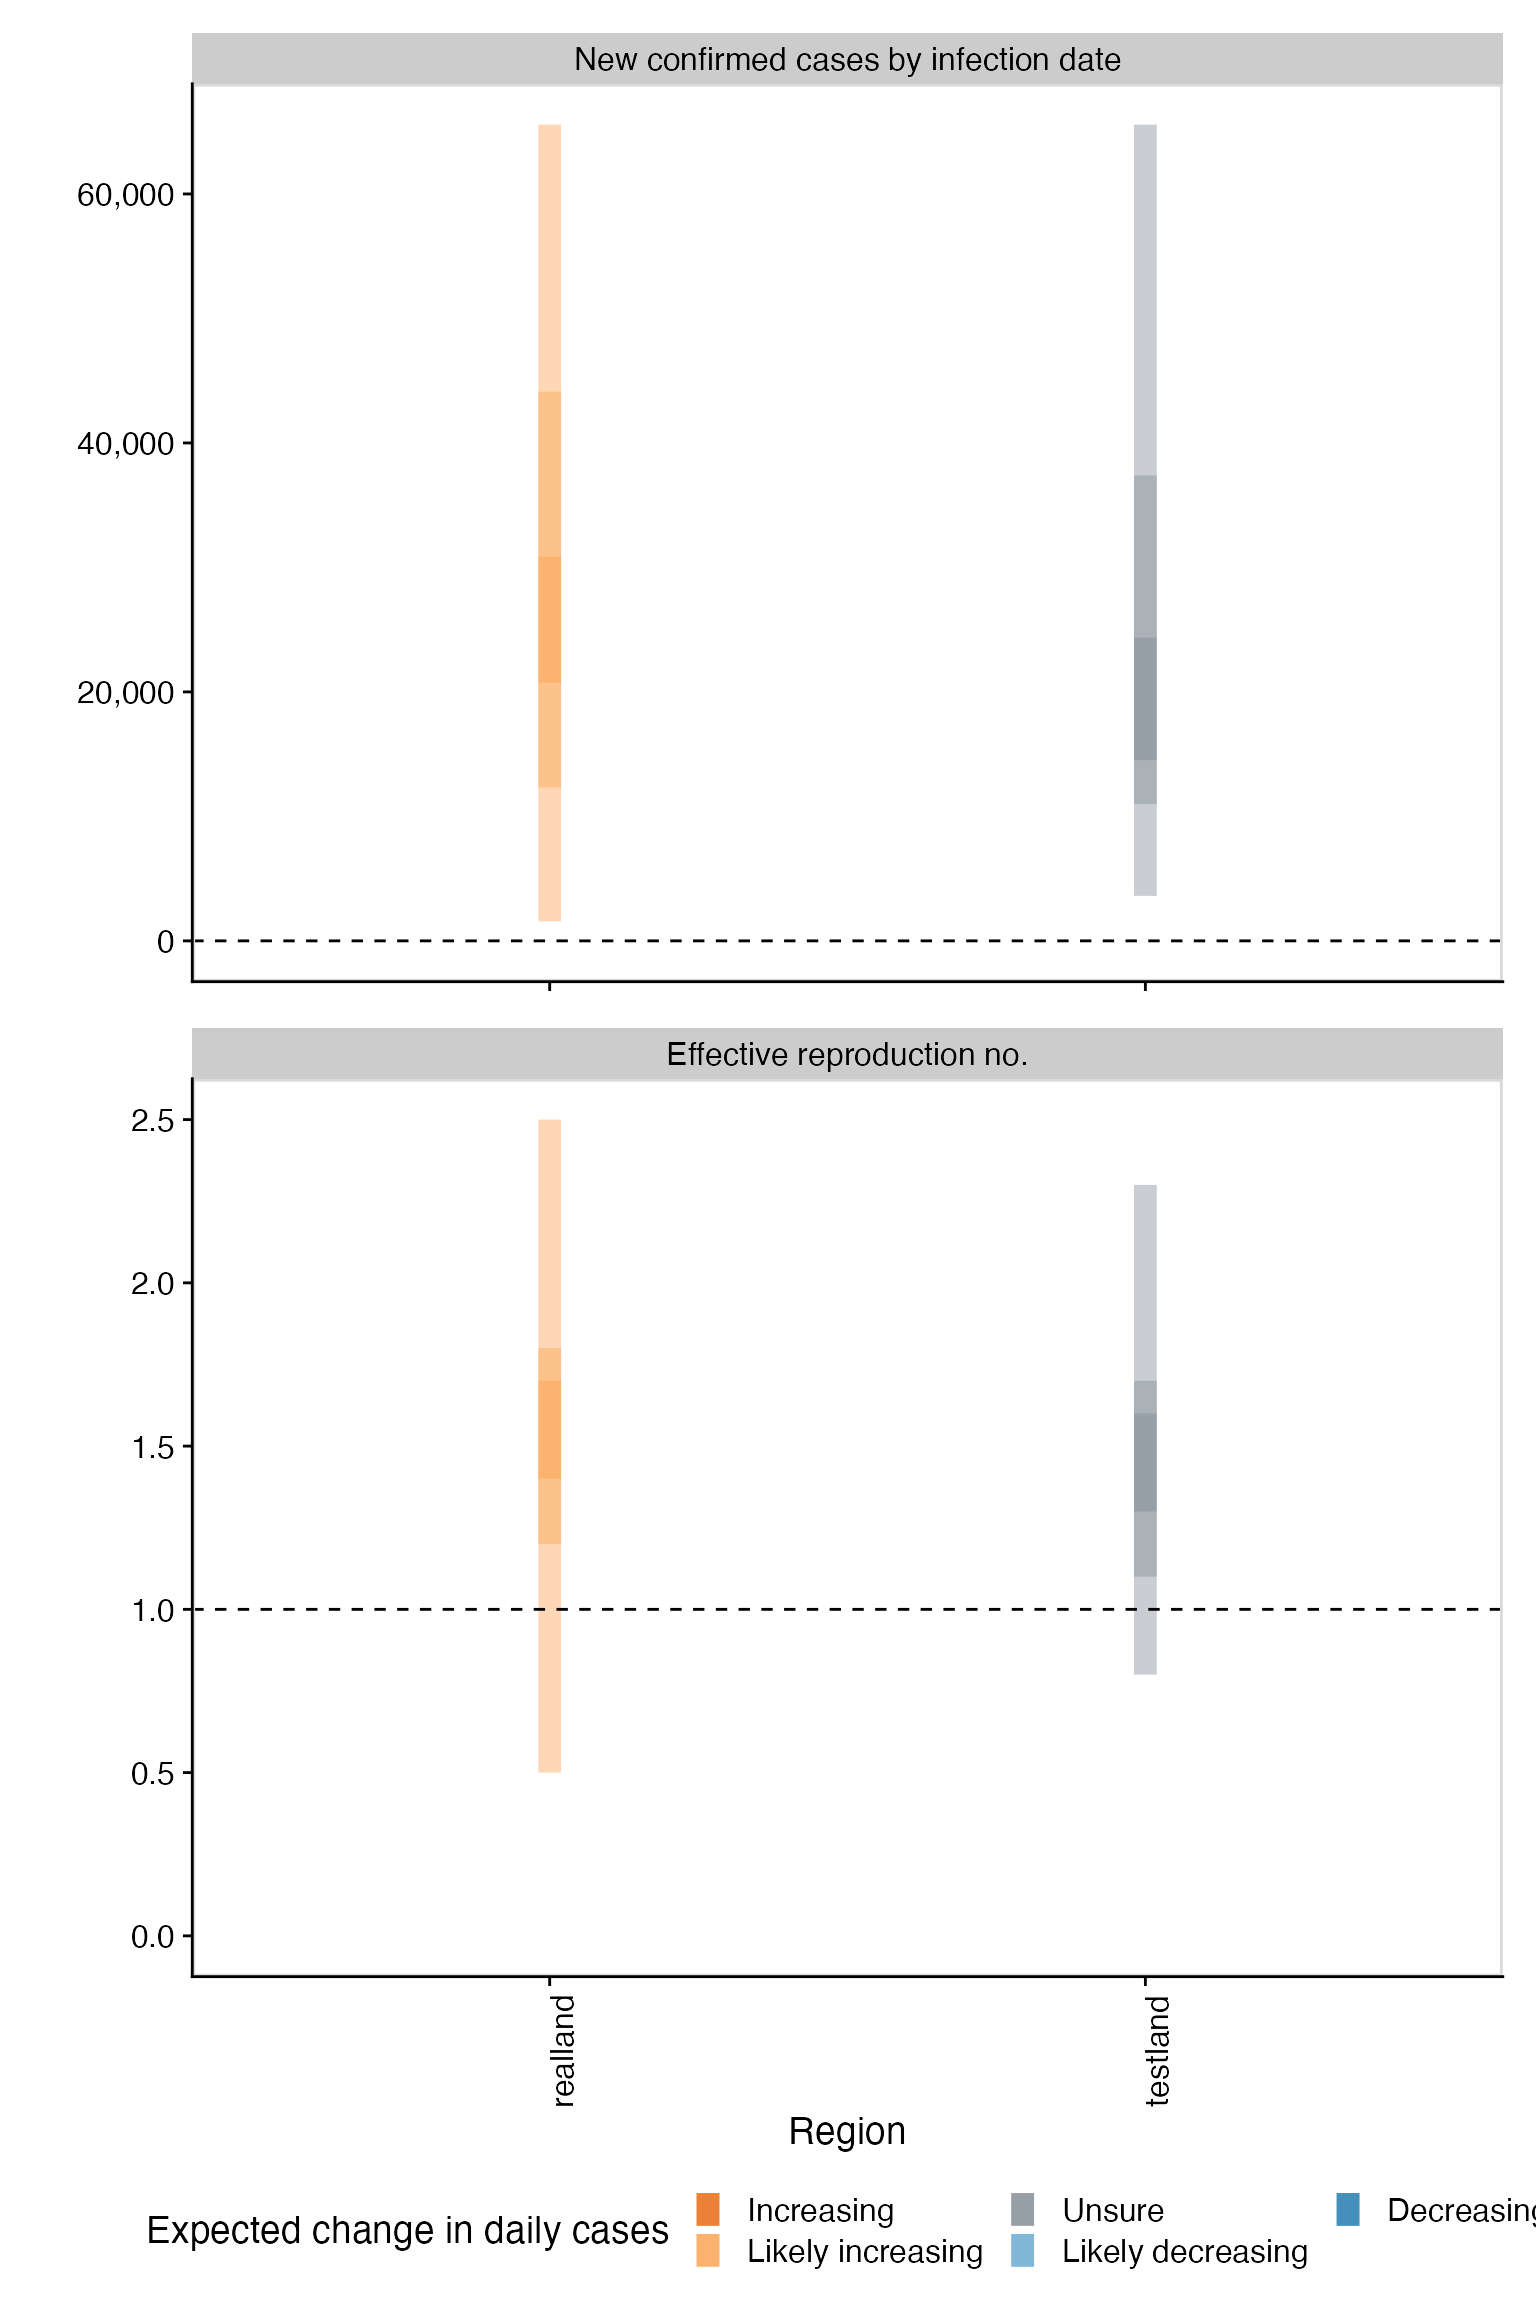 New confirmed cases by infection date
60,000
40,000
20,000
0
Effective reproduction no.
2.5
2.0
1.5
1.0
0.5
0.0
realland
testland
Region
Expected change in daily cases
Increasing
Unsure
Decreasing
Likely increasing
Likely decreasing